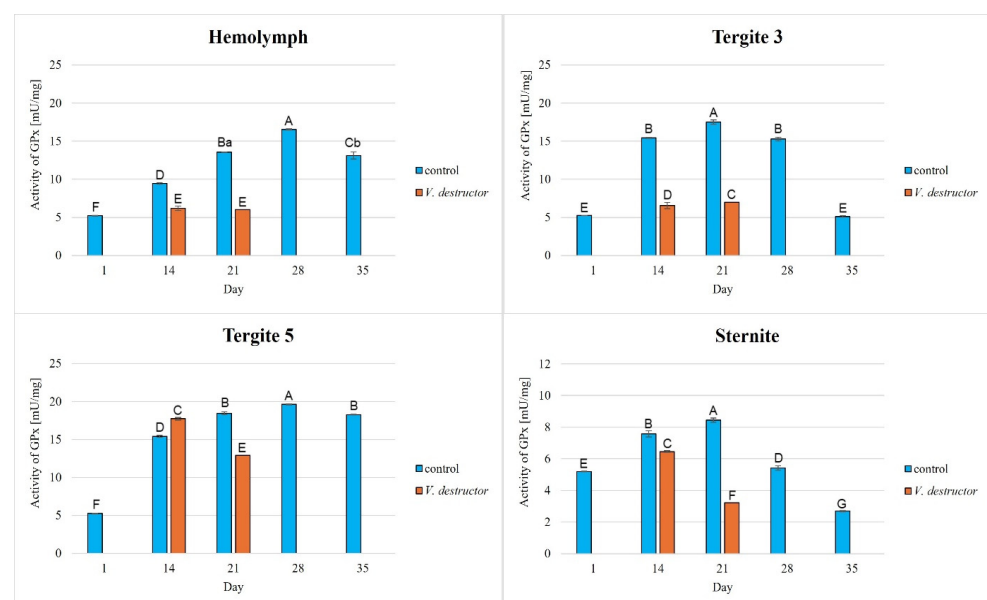 Hemolymph
Activity of GPx [mU/mg]
25
20
15
10
5
0
F
D
E
Ba
E
A
Cb
1 14 21 28 35
Day
control
V. destructor
Tergite 3
Activity of GPx [mU/mg]
25
20
15
10
5
0
E
B
D
A
C
B
E
1 14 21 28 35
Day
control
V. destructor
Tergite 5
Activity of GPx [mU/mg]
25
20
15
10
5
0
F
D
C
B
E
A
B
1 14 21 28 35
Day
control
V. destructor
Sternite
Activity of GPx [mU/mg]
12
10
8
6
4
2
0
E
B
C
A
F
D
G
1 14 21 28 35
Day
control
V. destructor